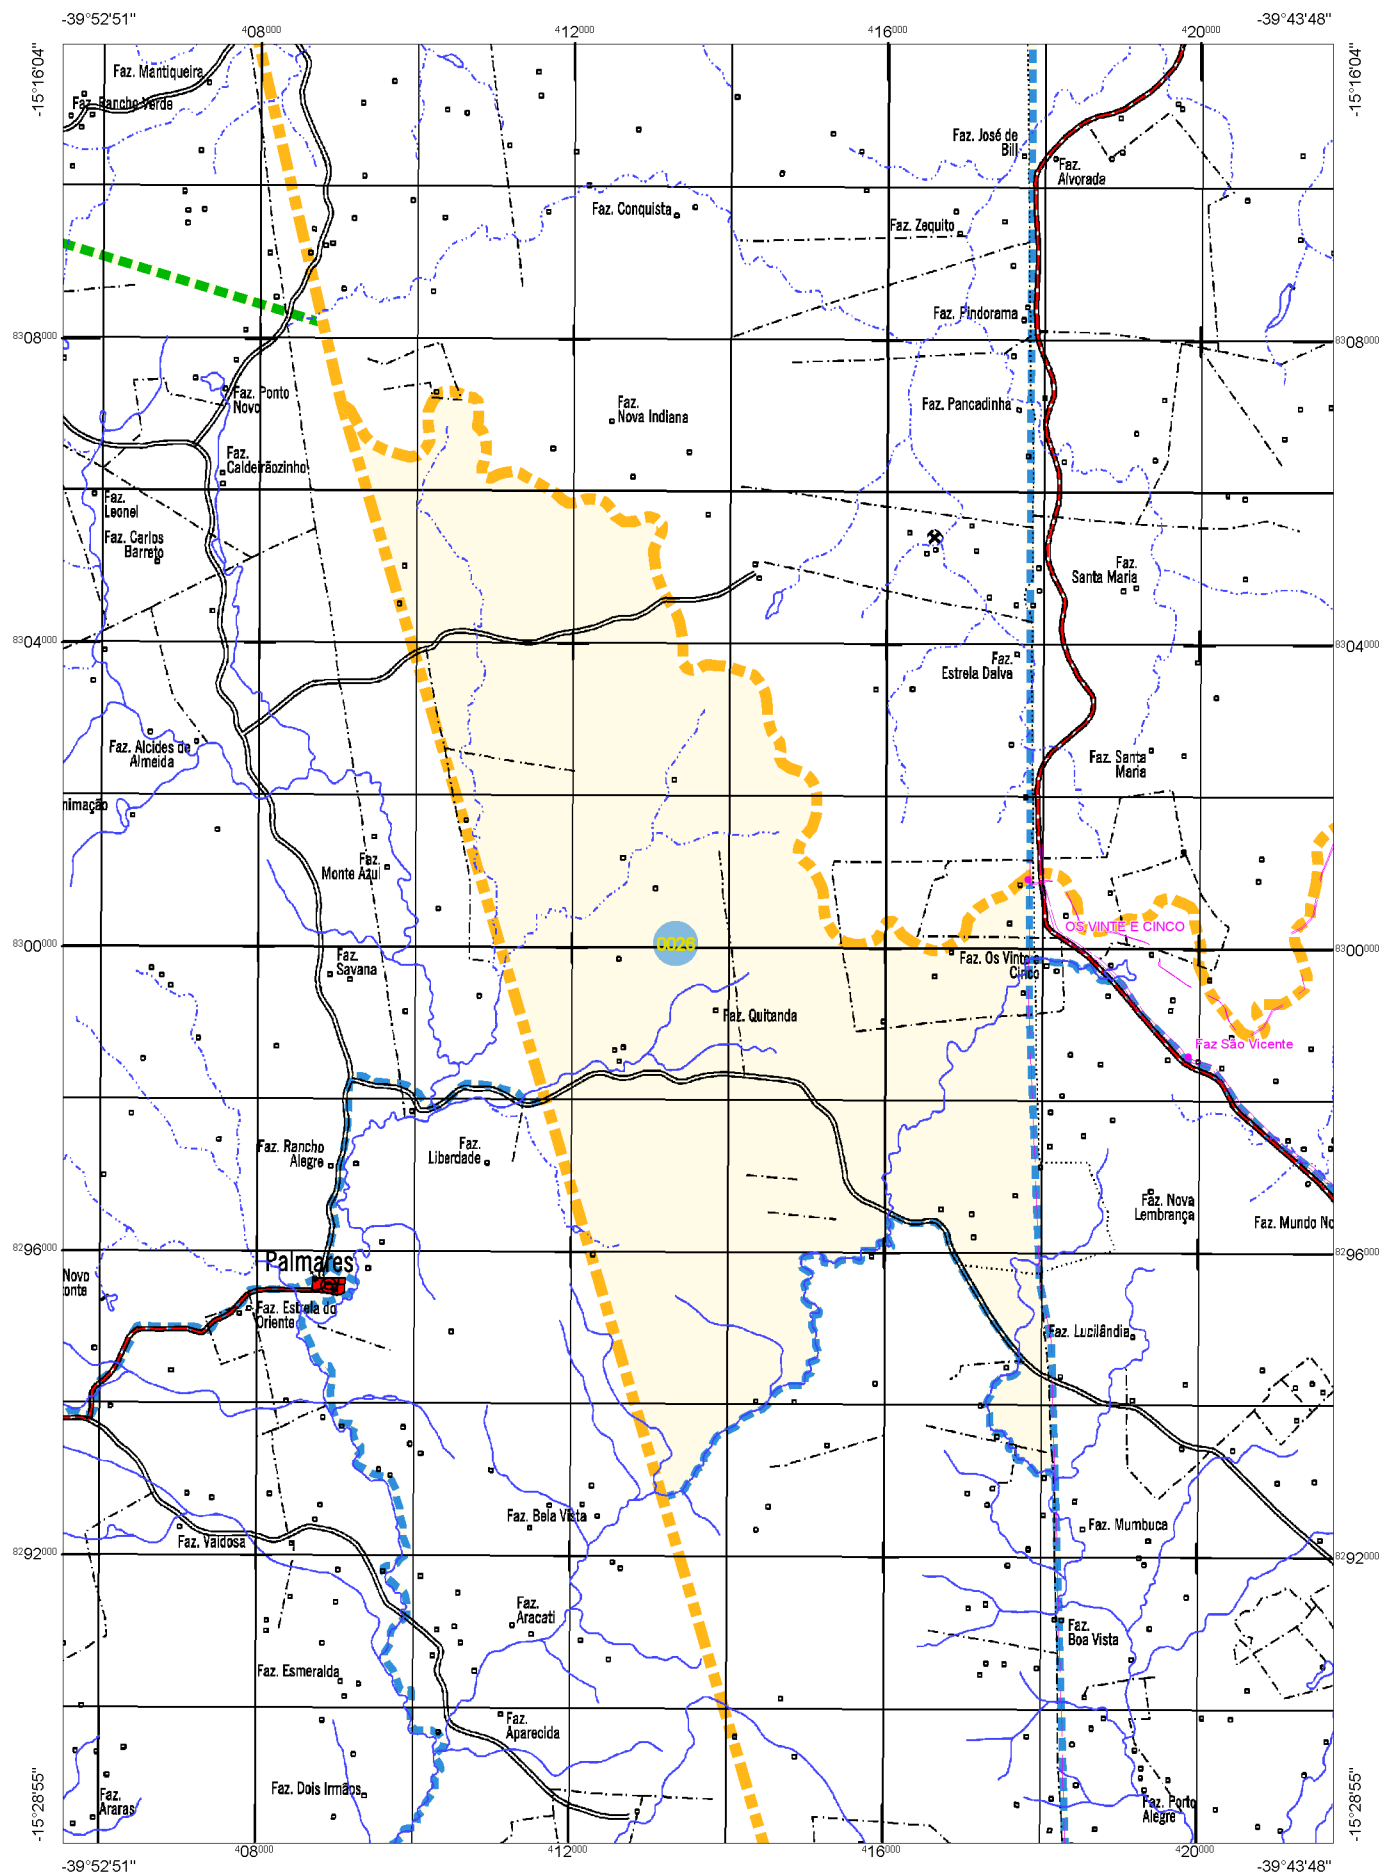 -39°52'51"
-39°43'48"
408000
412000
416000
420000
-15°16'04"
-15°16'04"
Faz. Mantiqueira
Faz. Rancho Verde
Faz. José de
Bill
Faz.
Alvorada
Faz. Conquista
Faz. Zequito
Faz. Pindorama
8308000
8308000
Faz. Ponto
Novo
Faz.
Nova Indiana
Faz. Pancadinha
Faz.
Caldeirãozinho
Faz.
Leonel
Faz. Carlos
Barreto
Faz.
Santa Maria
8304000
8304000
Faz.
Estrela Dalva
Faz. Alcides de
Almeida
Faz. Santa
Maria
nimação
Faz.
Monte Azul
OS VINTE E CINCO
0026
8300000
8300000
Faz.
Savana
Faz. Os Vinte e
Cinco
Faz. Quitanda
Faz São Vicente
Faz. Rancho
Alegre
Faz.
Liberdade
Faz. Nova
Lembrança
Faz. Mundo No
8296000
8296000
Palmares
Novo
onte
Faz. Estrela do
Oriente
Faz. Lucilândia
Faz. Bela Vista
Faz. Mumbuca
Faz. Valdosa
8292000
8292000
Faz.
Aracati
Faz.
Boa Vista
Faz. Esmeralda
Faz.
Aparecida
Faz. Dois Irmãos
Faz.
Araras
Faz. Porto
Alegre
-15°28'55"
-15°28'55"
408000
412000
416000
420000
-39°52'51"
-39°43'48"